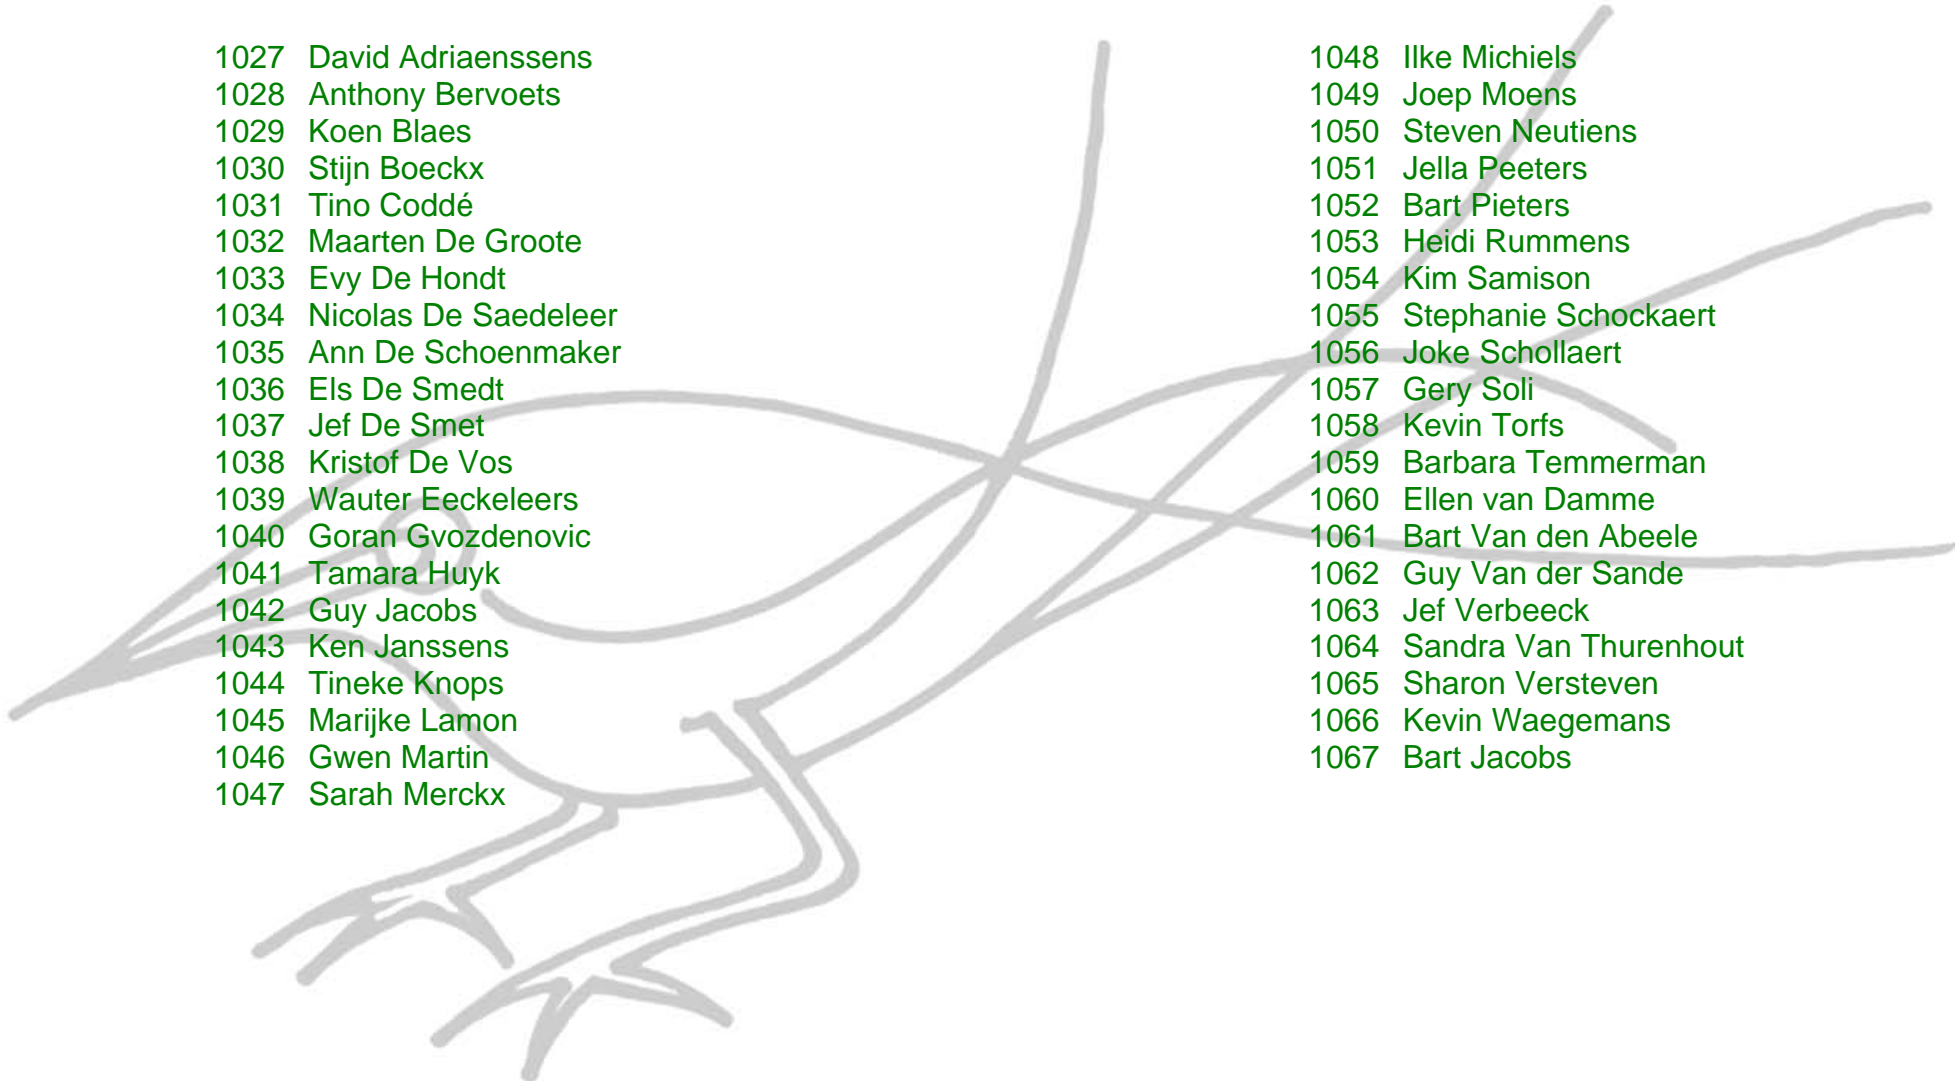 1027 David Adriaenssens
1028 Anthony Bervoets
1029 Koen Blaes
1030 Stijn Boeckx
1031 Tino Coddé
1032 Maarten De Groote
1033 Evy De Hondt
1034 Nicolas De Saedeleer
1035 Ann De Schoenmaker
1036 Els De Smedt
1037 Jef De Smet
1038 Kristof De Vos
1039 Wauter Eeckeleers
1040 Goran Gvozdenovic
1041 Tamara Huyk
1042 Guy Jacobs
1043 Ken Janssens
1044 Tineke Knops
1045 Marijke Lamon
1046 Gwen Martin
1047 Sarah Merckx
1048 Ilke Michiels
1049 Joep Moens
1050 Steven Neutiens
1051 Jella Peeters
1052 Bart Pieters
1053 Heidi Rummens
1054 Kim Samison
1055 Stephanie Schockaert
1056 Joke Schollaert
1057 Gery Soli
1058 Kevin Torfs
1059 Barbara Temmerman
1060 Ellen van Damme
1061 Bart Van den Abeele
1062 Guy Van der Sande
1063 Jef Verbeeck
1064 Sandra Van Thurenhout
1065 Sharon Versteven
1066 Kevin Waegemans
1067 Bart Jacobs